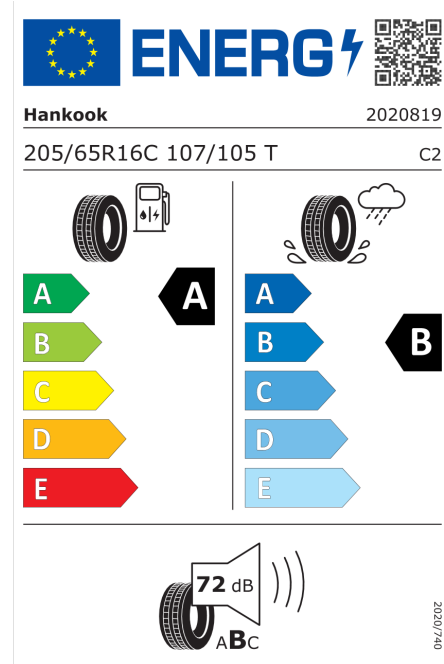 ENERG
Hankook 2020819
205/65R16C 107/105 T C2
A A A
B B B
C C
D D
E E
72 dB
ABC
2020/740